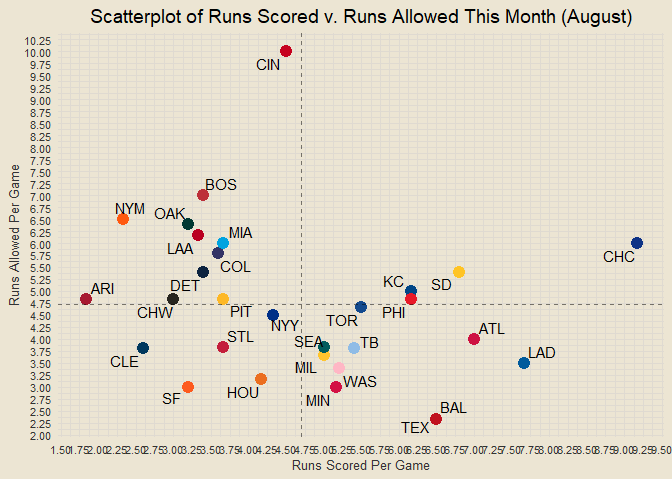 Scatterplot of Runs Scored v. Runs Allowed This Month (August)
10.25
10.00
9.75
9.50
9.25
9.00
8.75
8.50
8.25
8.00
7.75
7.50
7.25
7.00
6.75
6.50
6.25
6.00
5.75
5.50
5.25
5.00
4.75
4.50
4.25
4.00
3.75
3.50
3.25
3.00
2.75
2.50
2.25
2.00
Runs Allowed Per Game
CIN
BOS
NYM
OAK
MIA
LAA
CHC
COL
KC
SD
ARI
DET
CHW
PIT
PHI
NYY
TOR
ATL
STL
SEA
TB
LAD
CLE
MIL
WAS
HOU
SF
MIN
BAL
TEX
1.50 1.75 2.00 2.25 2.50 2.75 3.00 3.25 3.50 3.75 4.00 4.25 4.50 4.75 5.00 5.25 5.50 5.75 6.00 6.25 6.50 6.75 7.00 7.25 7.50 7.75 8.00 8.25 8.50 8.75 9.00 9.25 9.50
Runs Scored Per Game